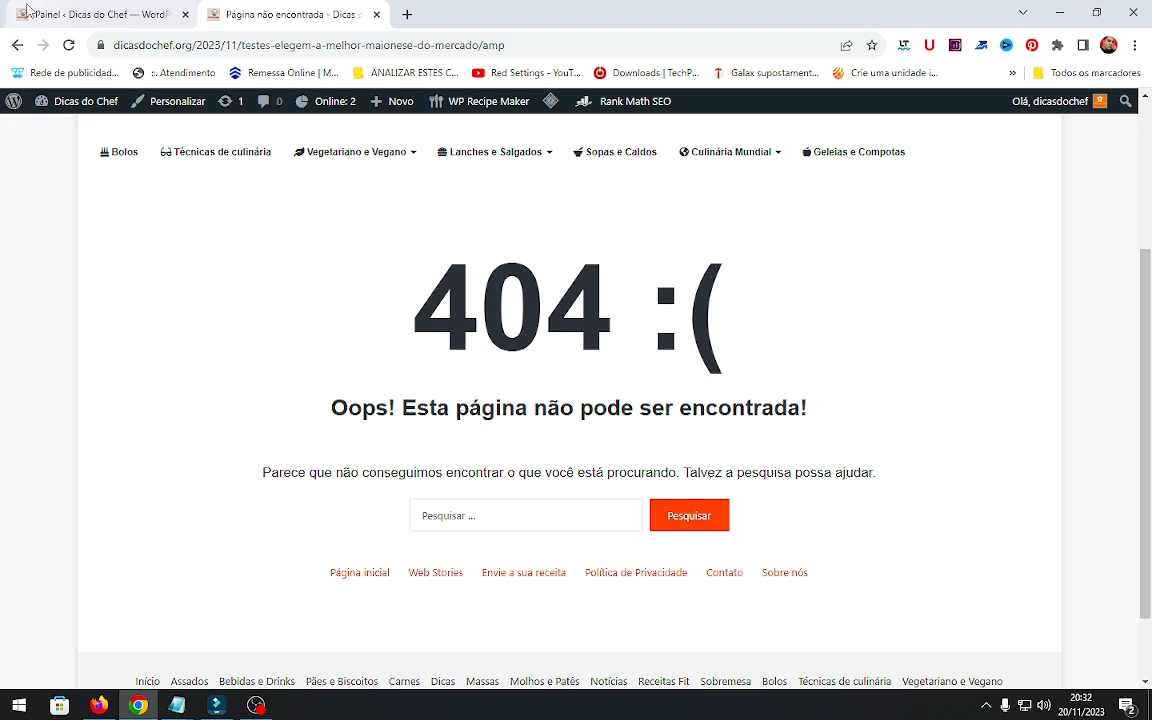 Painel ‹ Dicas do Chef — WordPr
Página não encontrada - Dicas d
dicasdochef.org/2023/11/testes-elegem-a-melhor-maionese-do-mercado/amp
Rede de publicidad...
:. Atendimento
Remessa Online | M...
ANALIZAR ESTES C...
Red Settings - YouT...
Downloads | TechP...
Galax supostament...
Crie uma unidade i...
»
Todos os marcadores
Dicas do Chef
Personalizar
1
0
Online: 2
Novo
WP Recipe Maker
Rank Math SEO
Olá, dicasdochef
Bolos
Técnicas de culinária
Vegetariano e Vegano
Lanches e Salgados
Sopas e Caldos
Culinária Mundial
Geleias e Compotas
404 :(
Oops! Esta página não pode ser encontrada!
Parece que não conseguimos encontrar o que você está procurando. Talvez a pesquisa possa ajudar.
Pesquisar ...
Pesquisar
Página inicial
Web Stories
Envie a sua receita
Política de Privacidade
Contato
Sobre nós
Início
Assados
Bebidas e Drinks
Pães e Biscoitos
Carnes
Dicas
Massas
Molhos e Patês
Notícias
Receitas Fit
Sobremesa
Bolos
Técnicas de culinária
Vegetariano e Vegano
20:32
20/11/2023
2